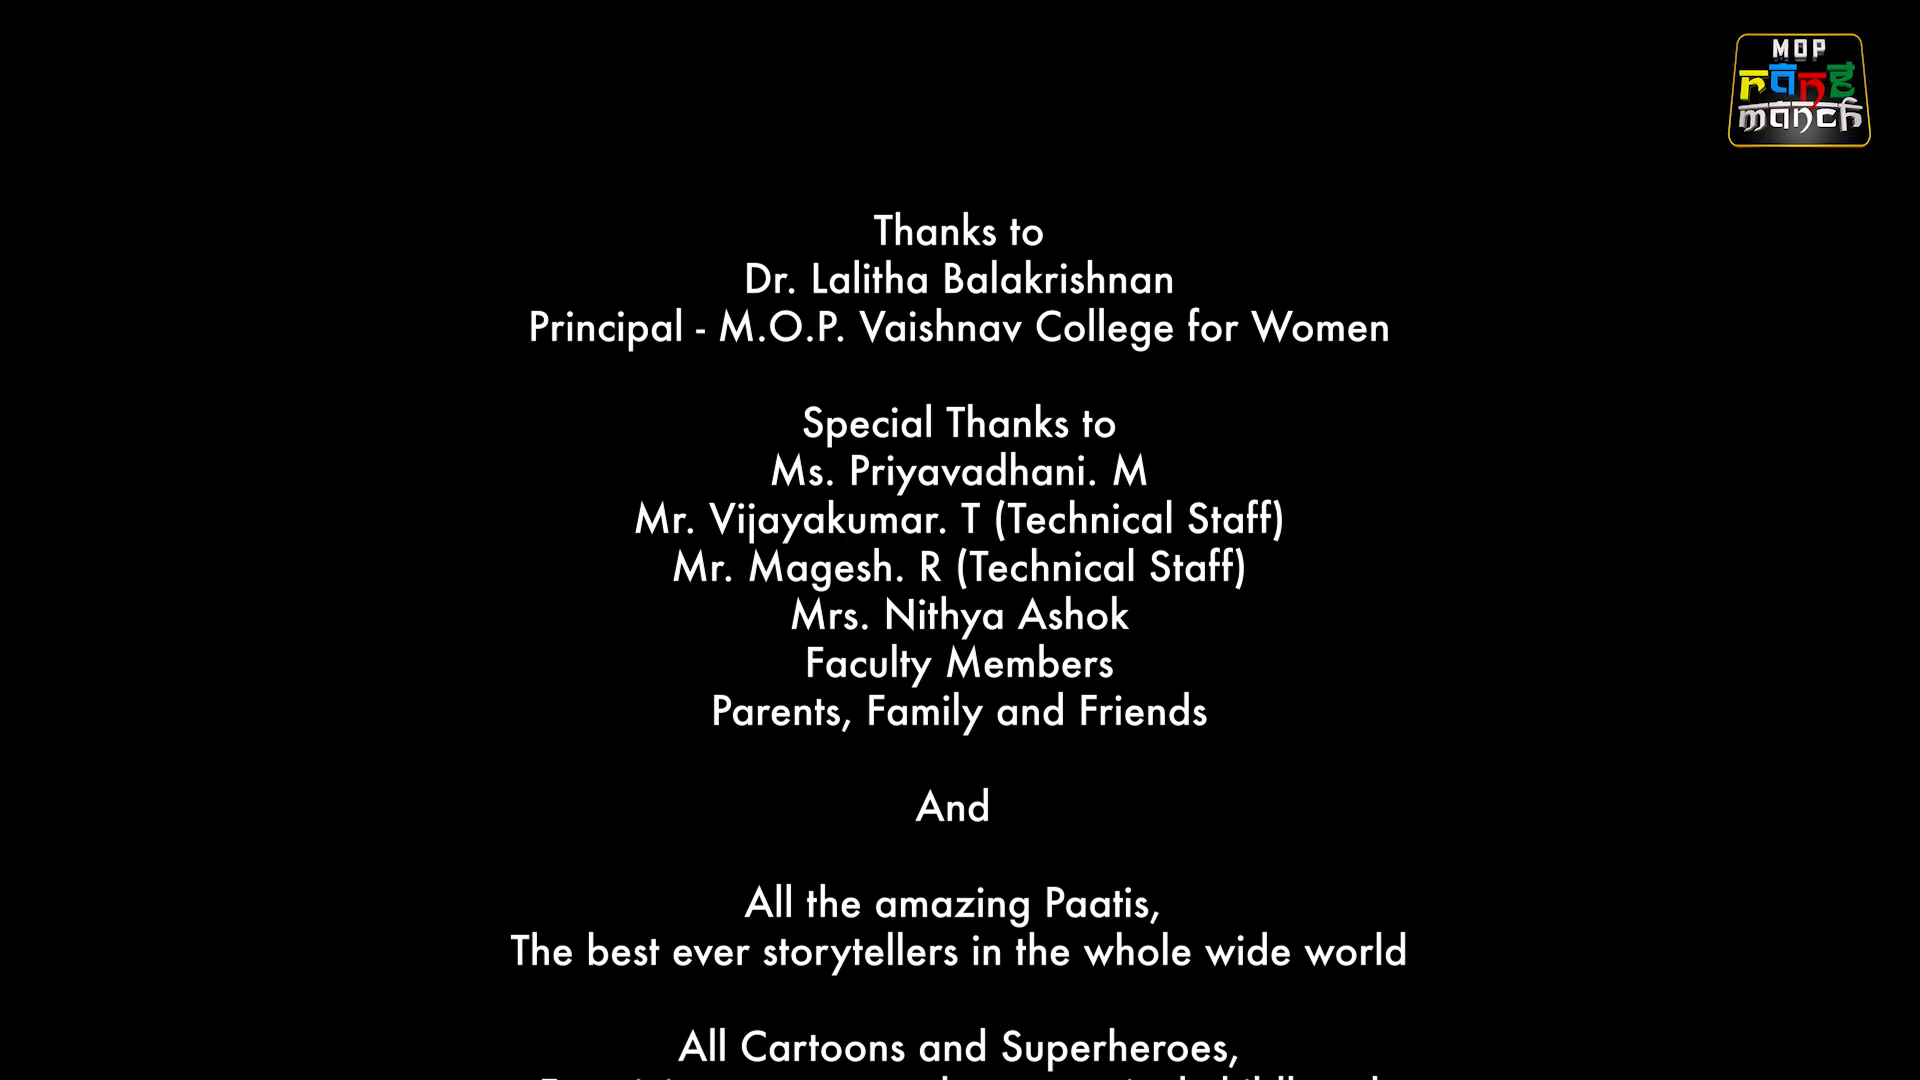 MOP
rang
manch
Thanks to
Dr. Lalitha Balakrishnan
Principal - M.O.P. Vaishnav College for Women
Special Thanks to
Ms. Priyavadhani. M
Mr. Vijayakumar. T (Technical Staff)
Mr. Magesh. R (Technical Staff)
Mrs. Nithya Ashok
Faculty Members
Parents, Family and Friends
And
All the amazing Paatis,
The best ever storytellers in the whole wide world
All Cartoons and Superheroes,